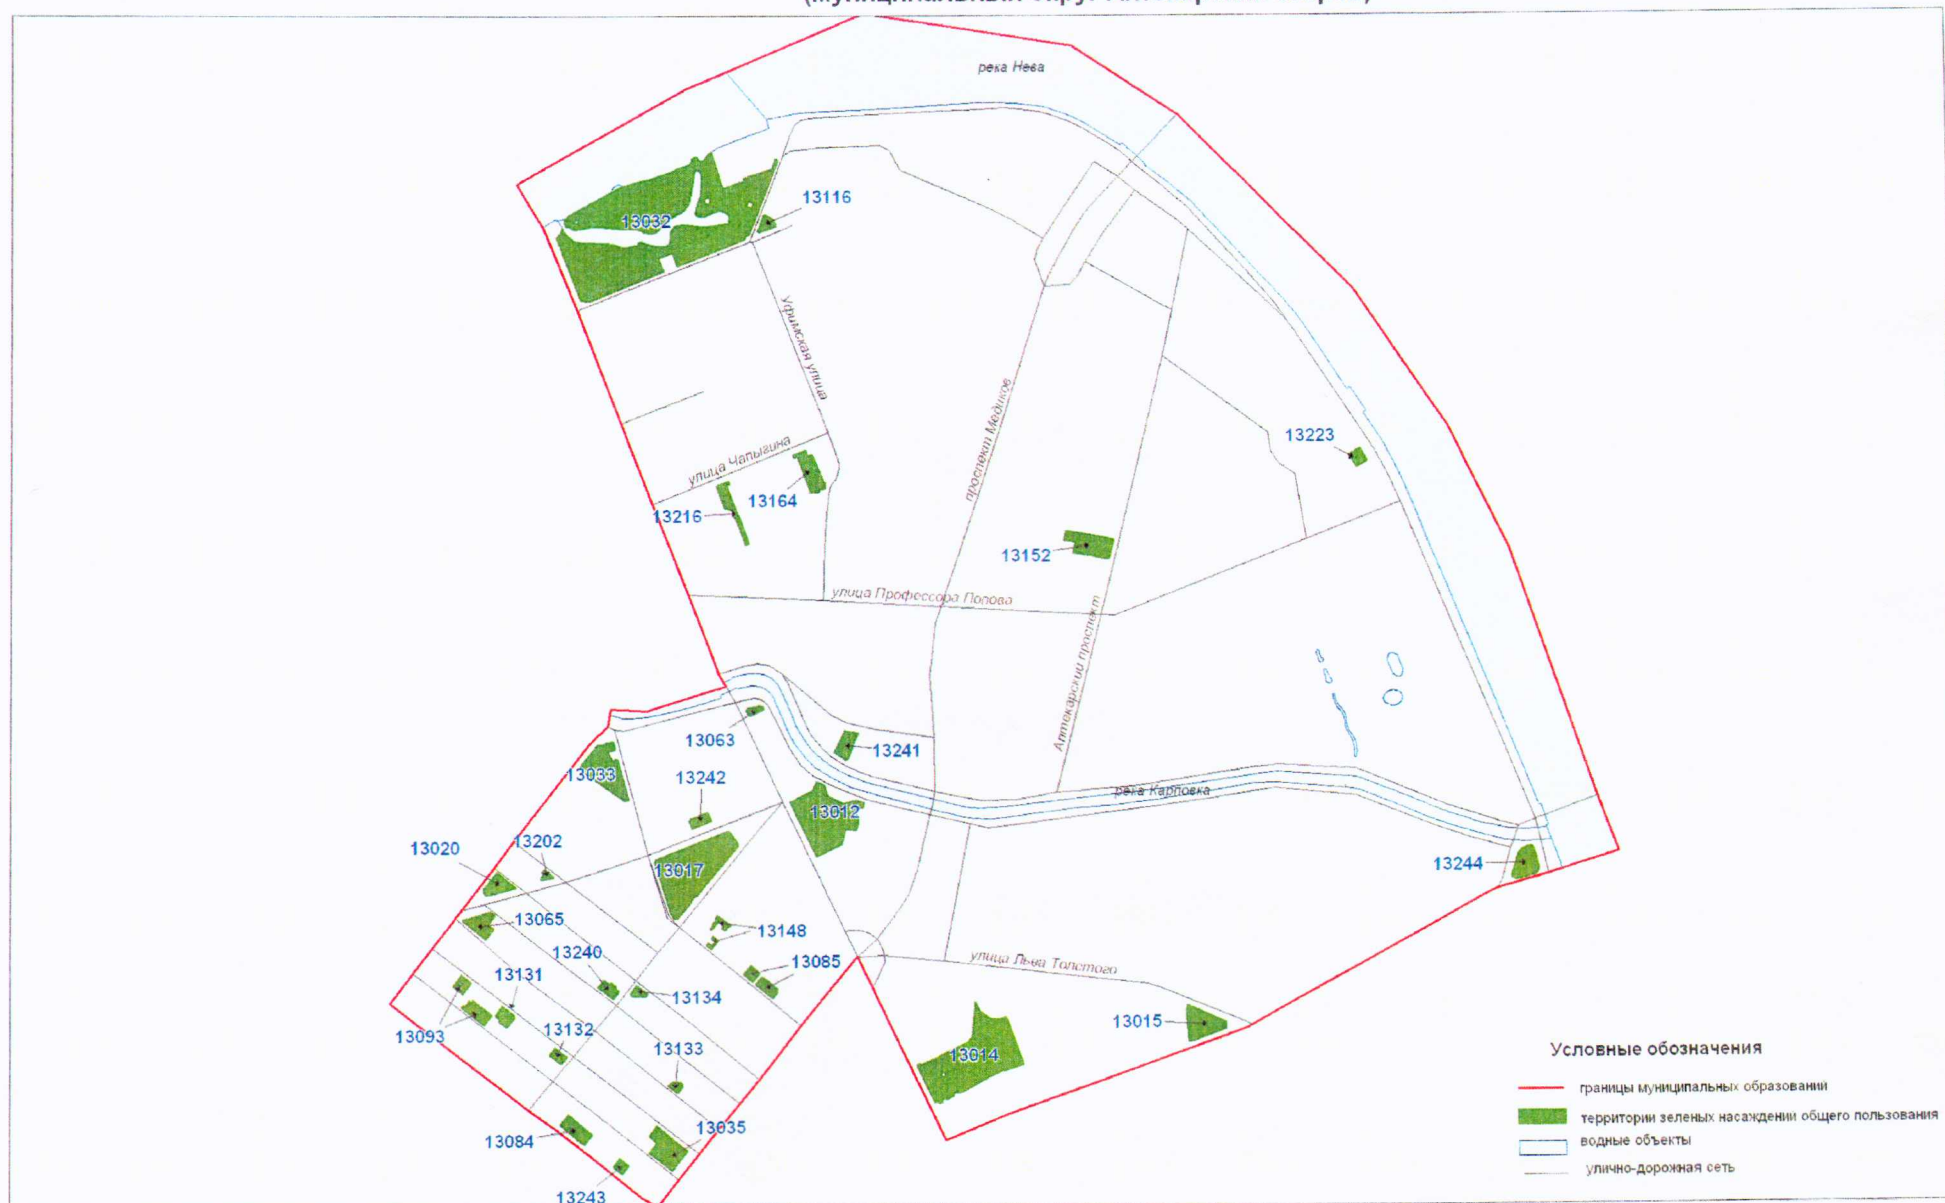 река Нева
13116
13032
Уфимская улица
проспект Медиков
13223
улица Чапыгина
13164
13216
13152
улица Профессора Попова
Аптекарский проспект
13063
13241
13033
13242
река Карповка
13012
13020
13202
13017
13244
13065
13148
13240
13085
улица Льва Толстого
13131
13134
13093
13132
13133
13015
13014
13035
13084
13243
Условные обозначения
границы муниципальных образований
территории зеленых насаждений общего пользования
водные объекты
улично-дорожная сеть